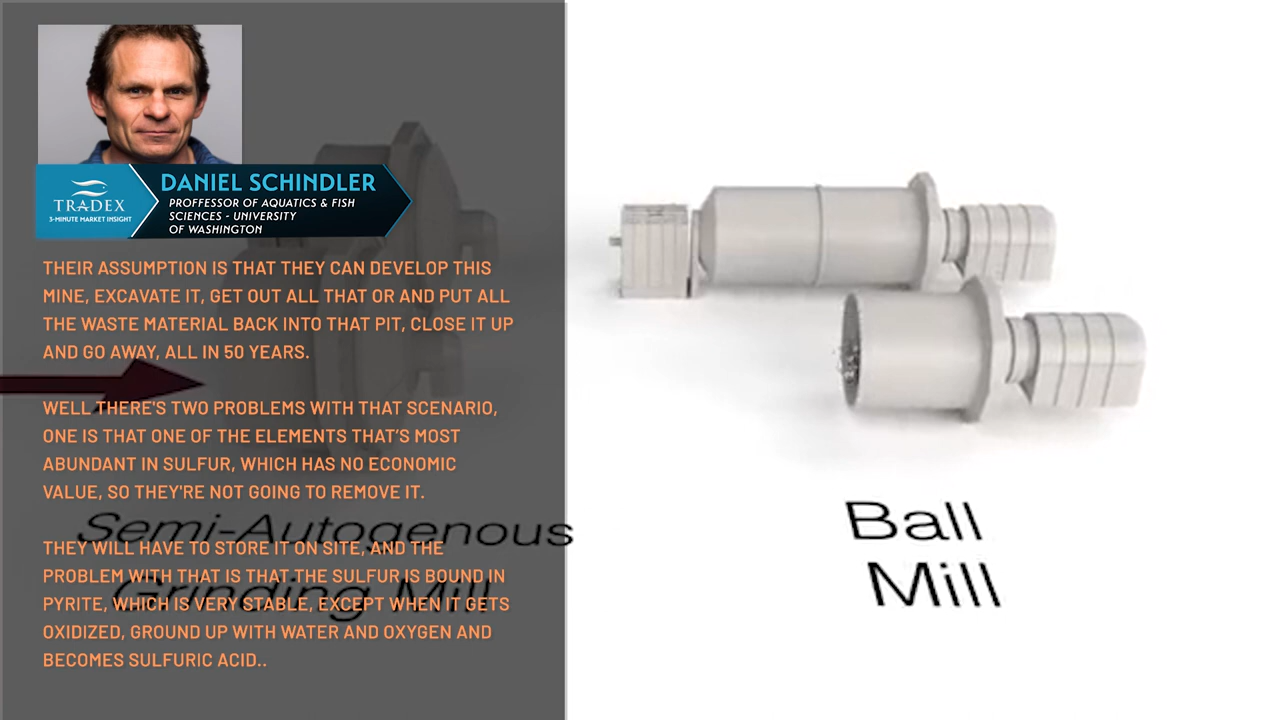 TRADEX
3-MINUTE MARKET INSIGHT
DANIEL SCHINDLER
PROFFESSOR OF AQUATICS & FISH
SCIENCES - UNIVERSITY
OF WASHINGTON
THEIR ASSUMPTION IS THAT THEY CAN DEVELOP THIS
MINE, EXCAVATE IT, GET OUT ALL THAT OR AND PUT ALL
THE WASTE MATERIAL BACK INTO THAT PIT, CLOSE IT UP
AND GO AWAY, ALL IN 50 YEARS.
WELL THERE'S TWO PROBLEMS WITH THAT SCENARIO,
ONE IS THAT ONE OF THE ELEMENTS THAT'S MOST
ABUNDANT IN SULFUR, WHICH HAS NO ECONOMIC
VALUE, SO THEY'RE NOT GOING TO REMOVE IT.
THEY WILL HAVE TO STORE IT ON SITE, AND THE
PROBLEM WITH THAT IS THAT THE SULFUR IS BOUND IN
PYRITE, WHICH IS VERY STABLE, EXCEPT WHEN IT GETS
OXIDIZED, GROUND UP WITH WATER AND OXYGEN AND
BECOMES SULFURIC ACID..
Semi-Autogenous
Grinding Mill
Ball
Mill